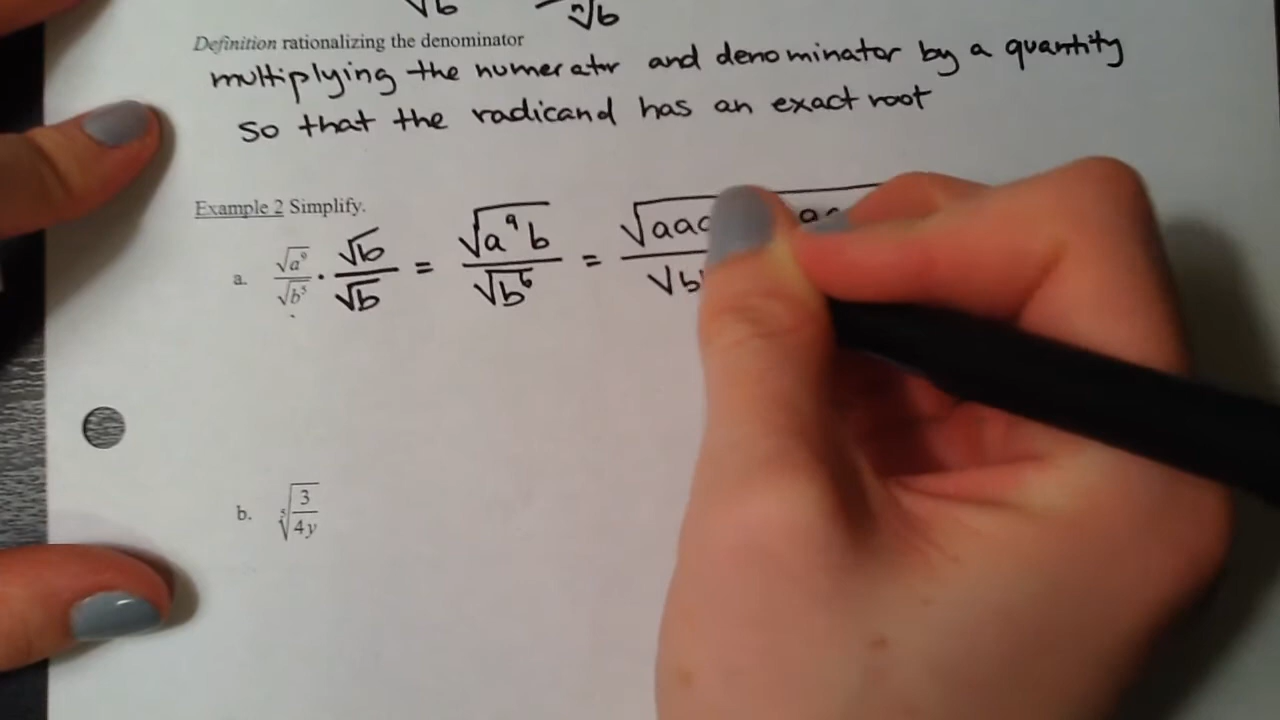 √b ⁿ√b
Definition rationalizing the denominator
multiplying the numerator and denominator by a quantity
so that the radicand has an exact root
Example 2 Simplify.
a. √a⁹/√b⁵ · √b/√b = √(a⁹b)/√b⁶ = √aa
b. ⁵√(3/4y)